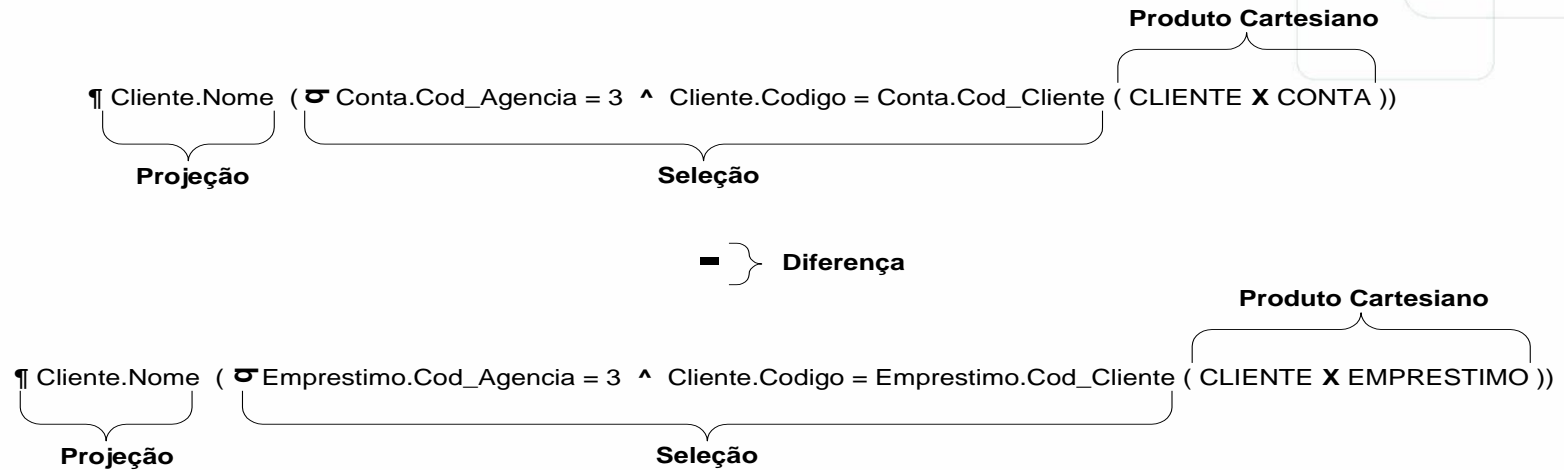 Produto Cartesiano
¶ Cliente.Nome ( σ Conta.Cod_Agencia = 3 ^ Cliente.Codigo = Conta.Cod_Cliente ( CLIENTE X CONTA ))
Projeção Seleção
- Diferença
Produto Cartesiano
¶ Cliente.Nome ( σ Emprestimo.Cod_Agencia = 3 ^ Cliente.Codigo = Emprestimo.Cod_Cliente ( CLIENTE X EMPRESTIMO ))
Projeção Seleção